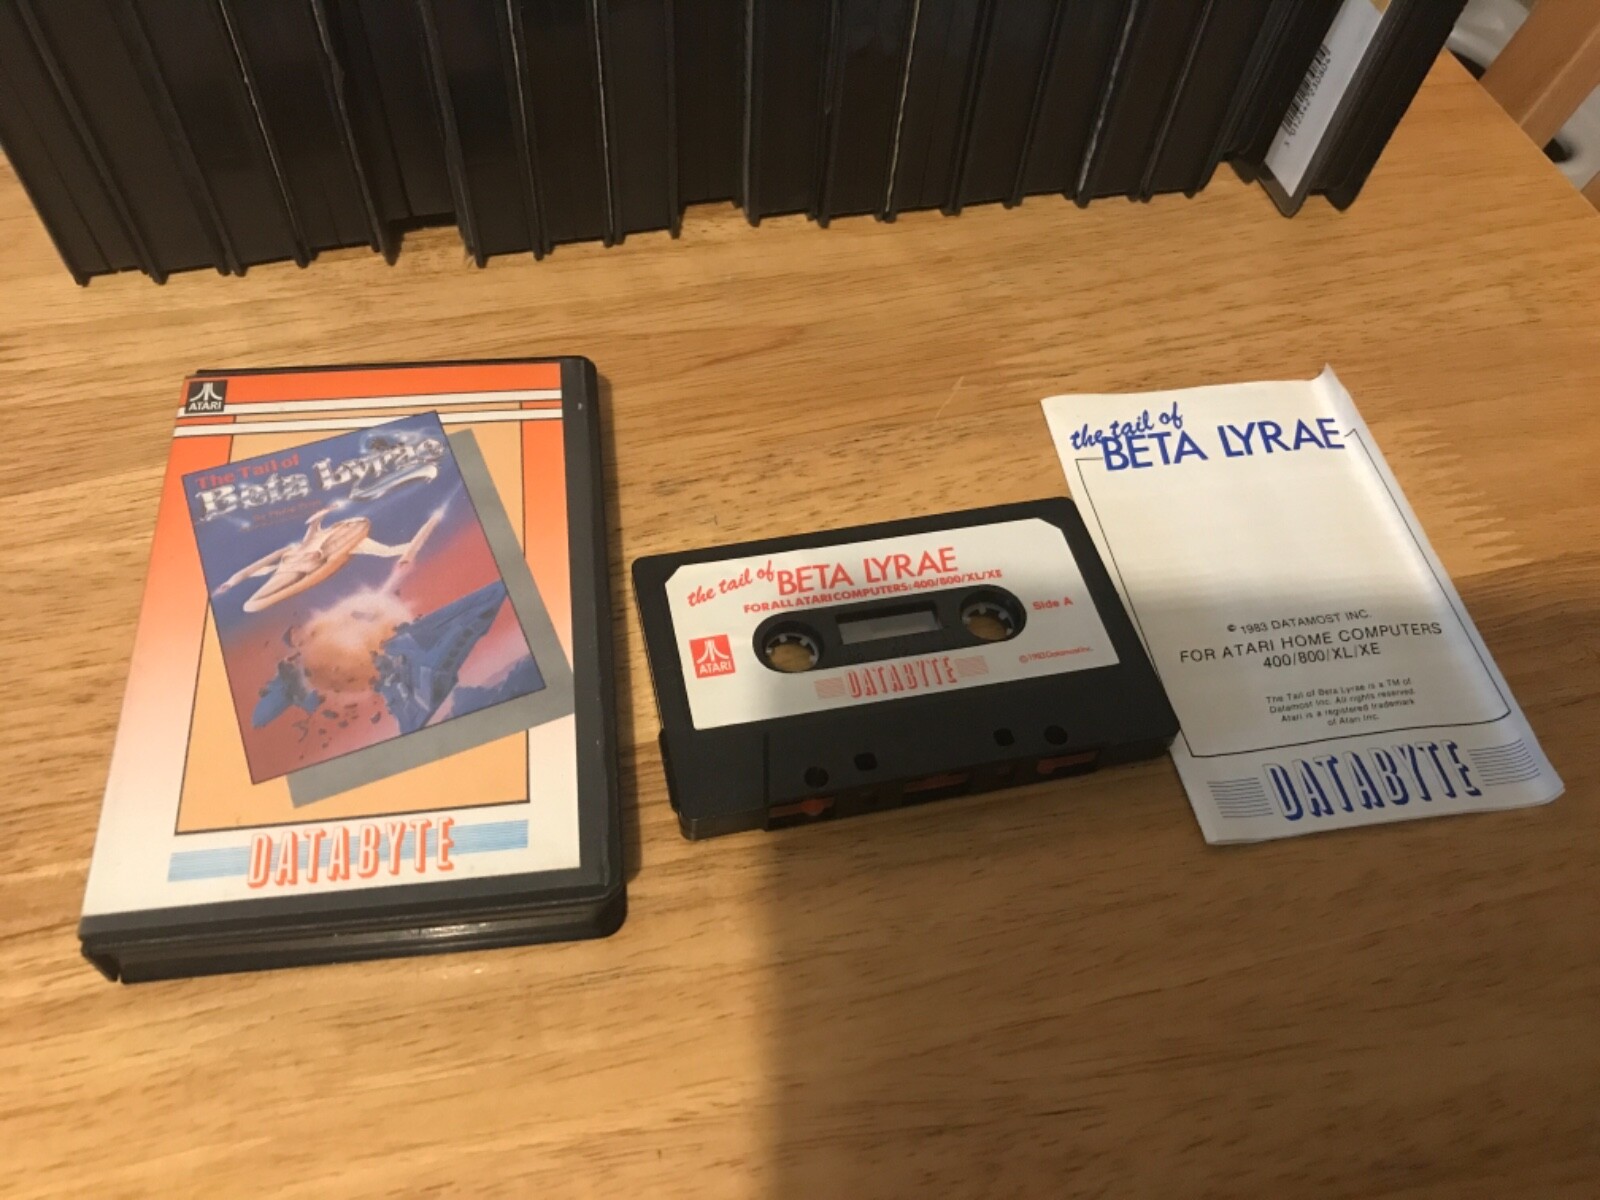 ATARI
The Tail of
Beta Lyrae
DATABYTE
the tail of
BETA LYRAE
FOR ALL ATARI COMPUTERS: 400/800/XL/XE
Side A
ATARI
DATABYTE
© 1983 Datamost Inc.
the tail of
BETA LYRAE
© 1983 DATAMOST INC.
FOR ATARI HOME COMPUTERS
400/800/XL/XE
The Tail of Beta Lyrae is a TM of
Datamost Inc. All rights reserved.
Atari is a registered trademark
of Atari Inc.
DATABYTE